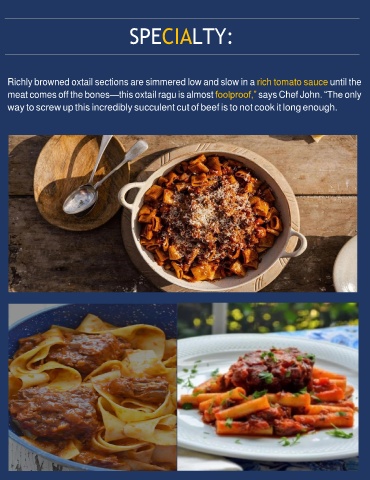 SPECIALTY:
Richly browned oxtail sections are simmered low and slow in a rich tomato sauce until the
meat comes off the bones—this oxtail ragu is almost foolproof," says Chef John. "The only
way to screw up this incredibly succulent cut of beef is to not cook it long enough.